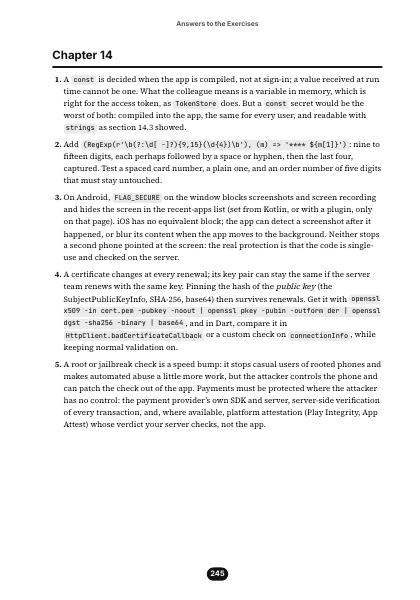 Answers to the Exercises
Chapter 14
1. A const is decided when the app is compiled, not at sign-in; a value received at run
time cannot be one. What the colleague means is a variable in memory, which is
right for the access token, as TokenStore does. But a const secret would be the
worst of both: compiled into the app, the same for every user, and readable with
strings as section 14.3 showed.
2. Add (RegExp(r'\b(?:\d[ -]?){9,15}(\d{4})\b'), (m) => '**** ${m[1]}') : nine to
fifteen digits, each perhaps followed by a space or hyphen, then the last four,
captured. Test a spaced card number, a plain one, and an order number of five digits
that must stay untouched.
3. On Android, FLAG_SECURE on the window blocks screenshots and screen recording
and hides the screen in the recent-apps list (set from Kotlin, or with a plugin, only
on that page). iOS has no equivalent block; the app can detect a screenshot after it
happened, or blur its content when the app moves to the background. Neither stops
a second phone pointed at the screen: the real protection is that the code is single-
use and checked on the server.
4. A certificate changes at every renewal; its key pair can stay the same if the server
team renews with the same key. Pinning the hash of the public key (the
SubjectPublicKeyInfo, SHA-256, base64) then survives renewals. Get it with openssl
x509 -in cert.pem -pubkey -noout | openssl pkey -pubin -outform der | openssl
dgst -sha256 -binary | base64 , and in Dart, compare it in
HttpClient.badCertificateCallback or a custom check on connectionInfo , while
keeping normal validation on.
5. A root or jailbreak check is a speed bump: it stops casual users of rooted phones and
makes automated abuse a little more work, but the attacker controls the phone and
can patch the check out of the app. Payments must be protected where the attacker
has no control: the payment provider's own SDK and server, server-side verification
of every transaction, and, where available, platform attestation (Play Integrity, App
Attest) whose verdict your server checks, not the app.
245